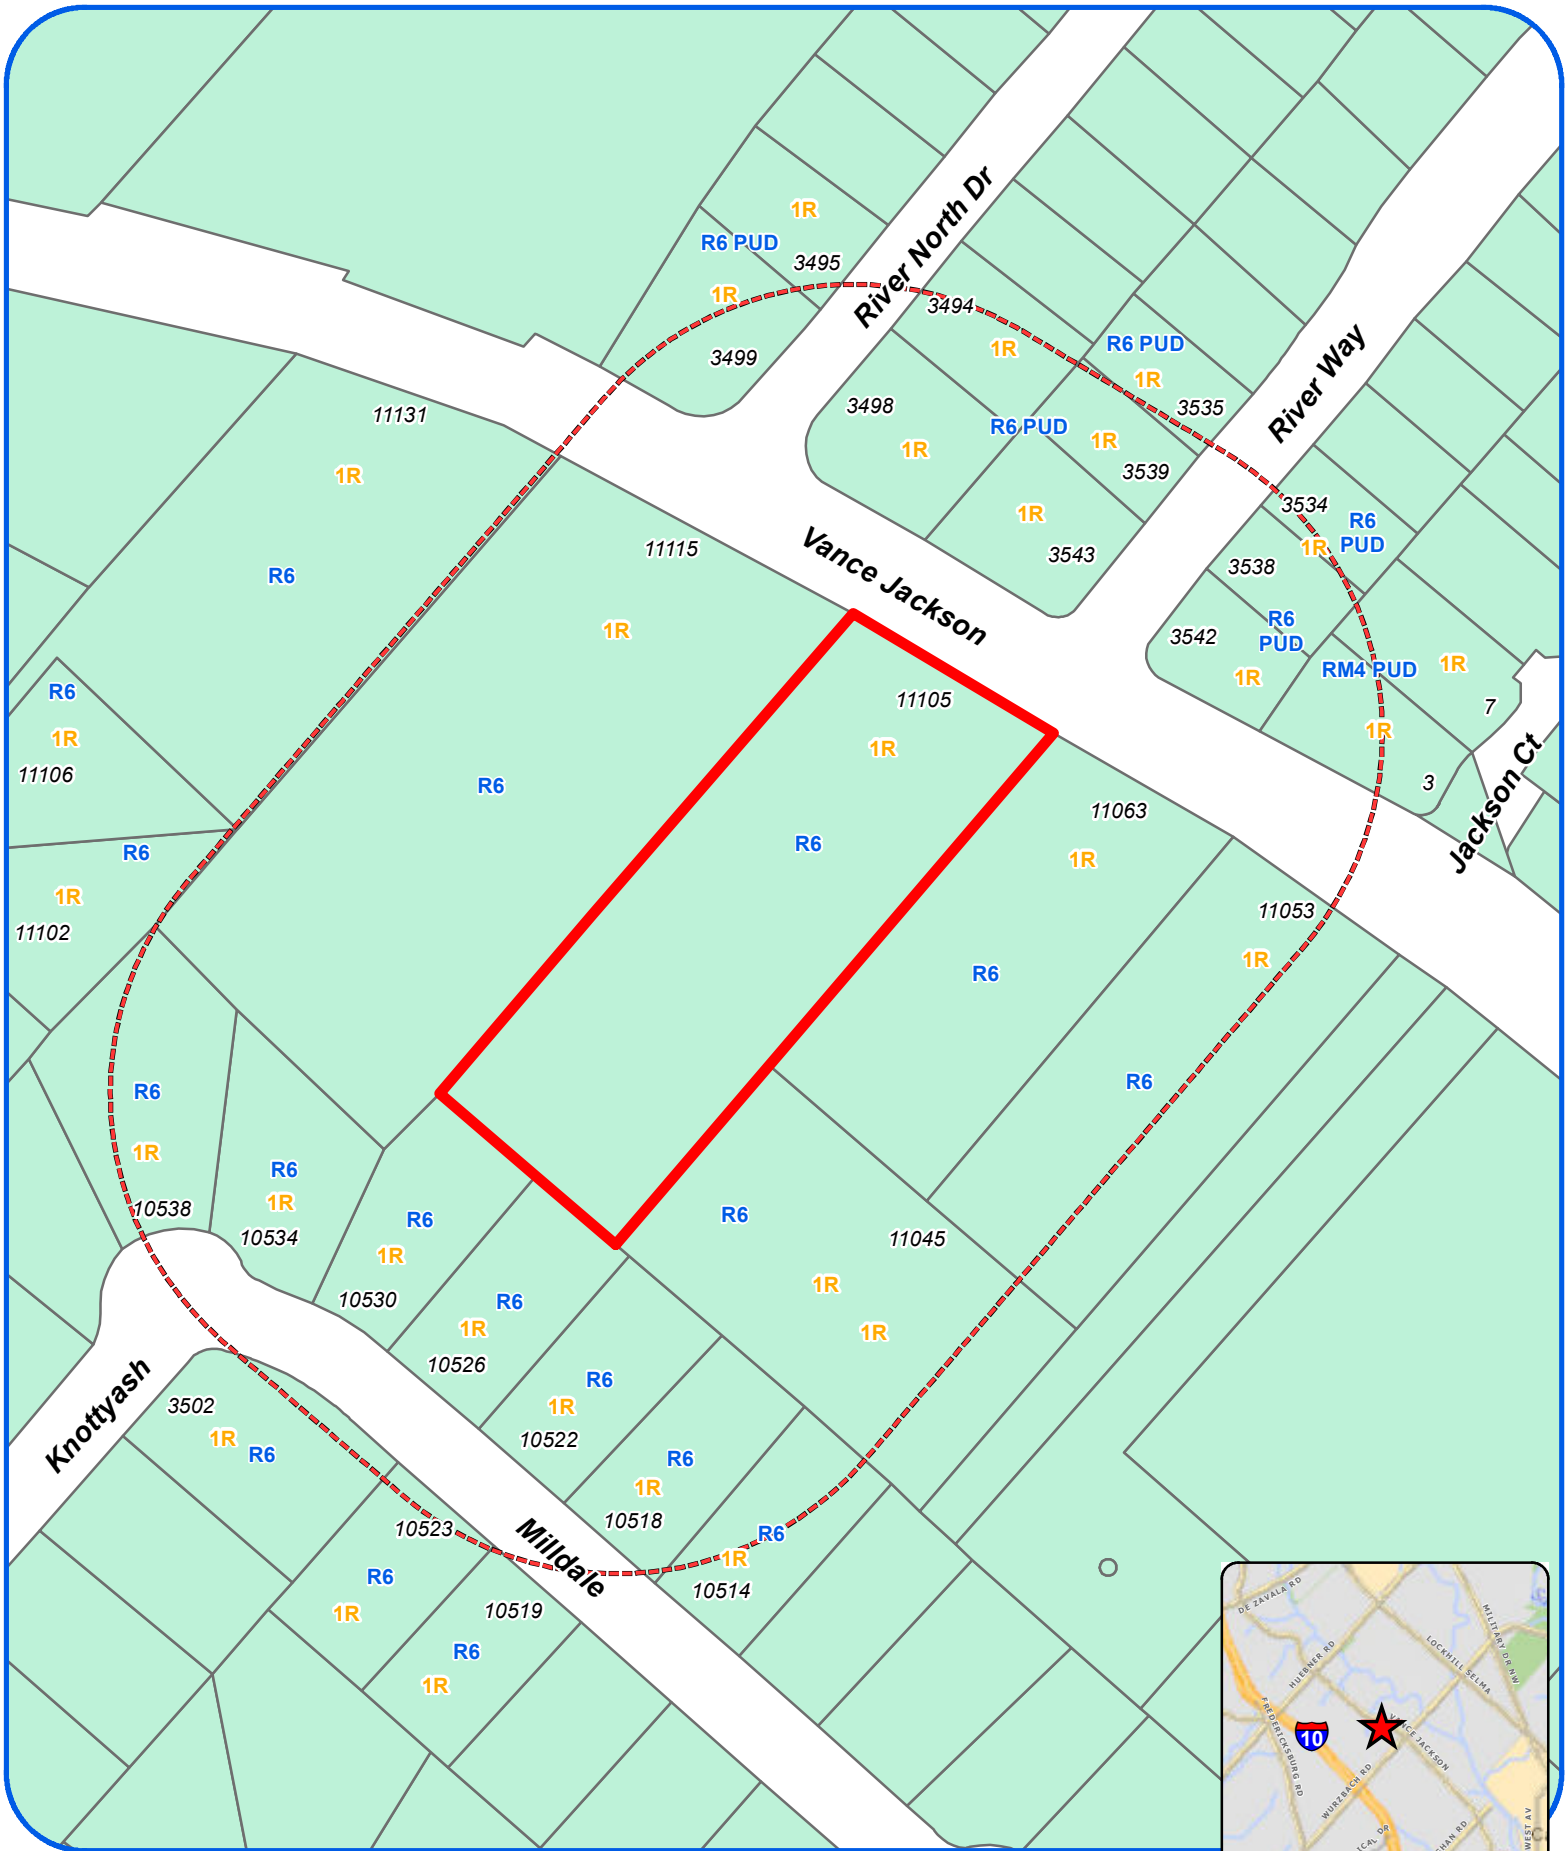 1R
R6 PUD
3495
1R
3499
River North Dr
3494
1R
R6 PUD
1R
3535
River Way
11131
1R
3498
1R
R6 PUD
1R
3539
1R
3543
R6
11115
1R
Vance Jackson
3534
R6
PUD
1R
3538
R6
PUD
3542
1R
RM4 PUD
1R
7
1R
3
Jackson Ct
R6
1R
11106
R6
11105
1R
R6
11063
1R
R6
1R
11102
11053
1R
R6
R6
R6
1R
10538
R6
1R
10534
R6
1R
10530
R6
11045
1R
1R
R6
1R
10526
R6
1R
10522
R6
1R
10518
R6
1R
10514
Knottyash
3502
1R
R6
10523
Milldale
R6
1R
10519
R6
1R
DE ZAVALA RD
MILITARY DR NW
HUEBNER RD
LOCKHILL SELMA
FREDERICKSBURG RD
10
VANCE JACKSON
WURZBACH RD
WEST AV
ICAL DR
HAN RD